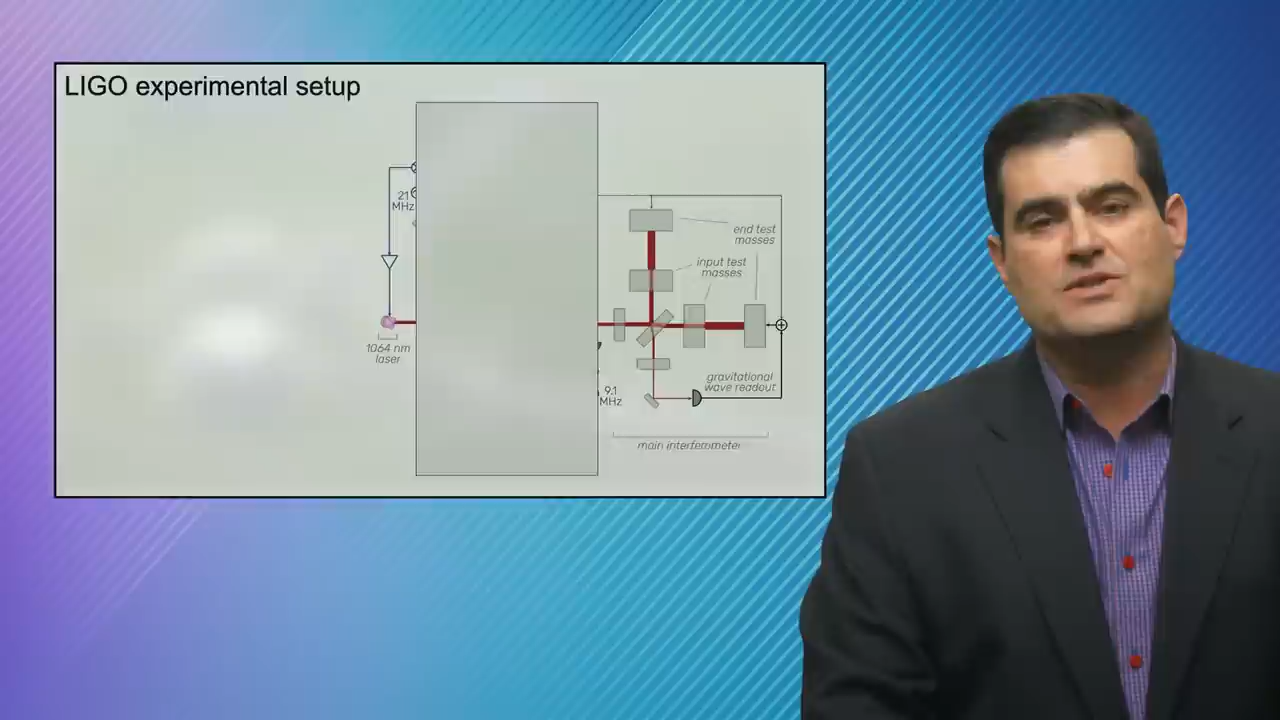 LIGO experimental setup
21
MHz
end test
masses
input test
masses
1064 nm
laser
9.1
MHz
gravitational
wave readout
main interferometer